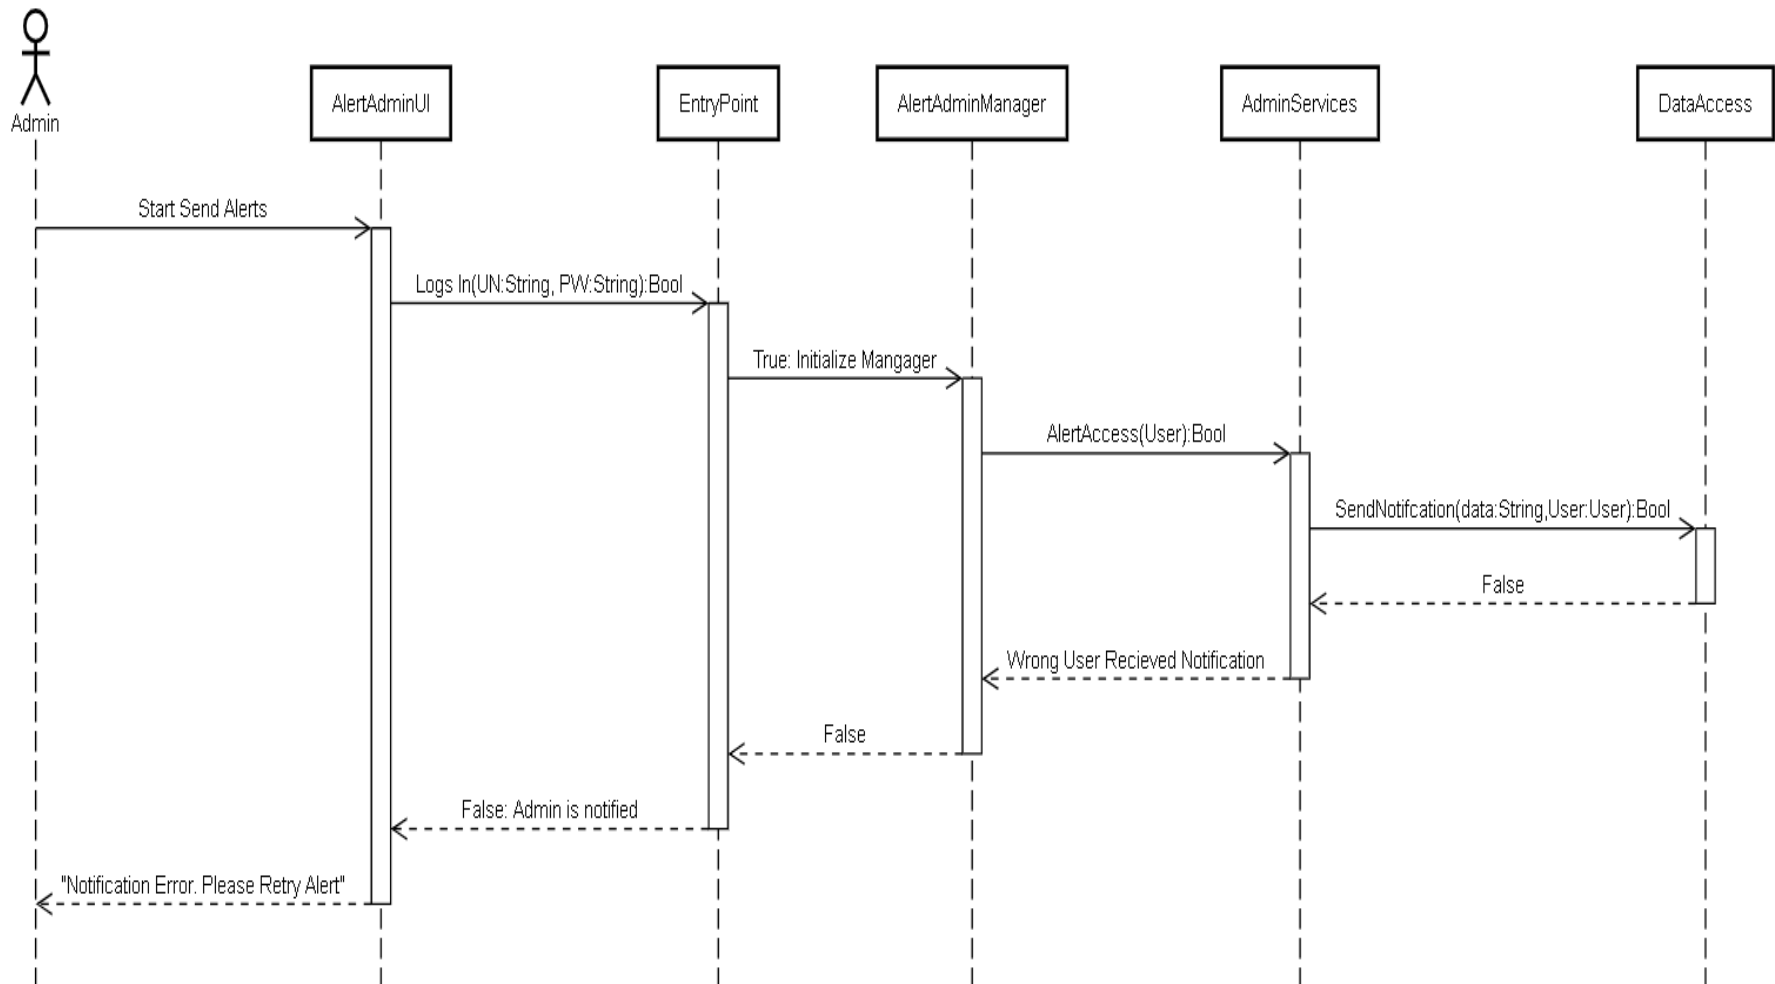 Admin
AlertAdminUI
EntryPoint
AlertAdminManager
AdminServices
DataAccess
Start Send Alerts
Logs In(UN:String, PW:String):Bool
True: Initialize Mangager
AlertAccess(User):Bool
SendNotifcation(data:String,User:User):Bool
False
Wrong User Recieved Notification
False
False: Admin is notified
"Notification Error. Please Retry Alert"